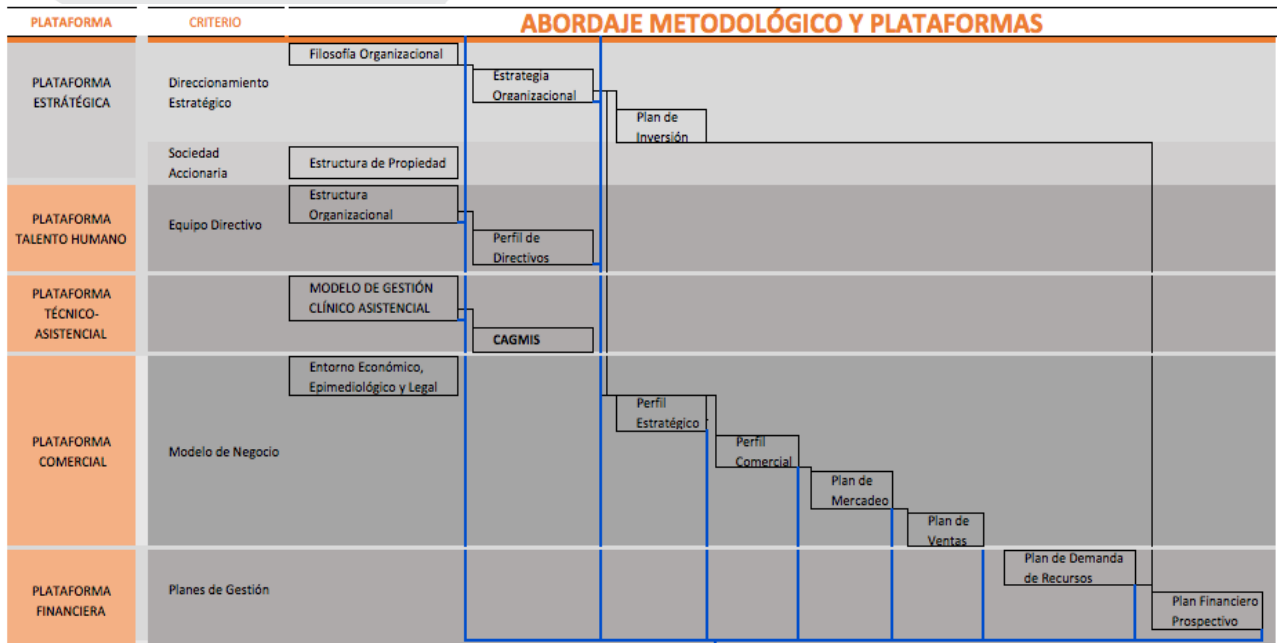 PLATAFORMA
CRITERIO
ABORDAJE METODOLÓGICO Y PLATAFORMAS
PLATAFORMA
ESTRÁTÉGICA
Direccionamiento
Estratégico
Filosofía Organizacional
Estrategia
Organizacional
Plan de
Inversión
Sociedad
Accionaria
Estructura de Propiedad
PLATAFORMA
TALENTO HUMANO
Equipo Directivo
Estructura
Organizacional
Perfil de
Directivos
PLATAFORMA
TÉCNICO-
ASISTENCIAL
MODELO DE GESTIÓN
CLÍNICO ASISTENCIAL
CAGMIS
PLATAFORMA
COMERCIAL
Modelo de Negocio
Entorno Económico,
Epimediológico y Legal
Perfil
Estratégico
Perfil
Comercial
Plan de
Mercadeo
Plan de
Ventas
PLATAFORMA
FINANCIERA
Planes de Gestión
Plan de Demanda
de Recursos
Plan Financiero
Prospectivo